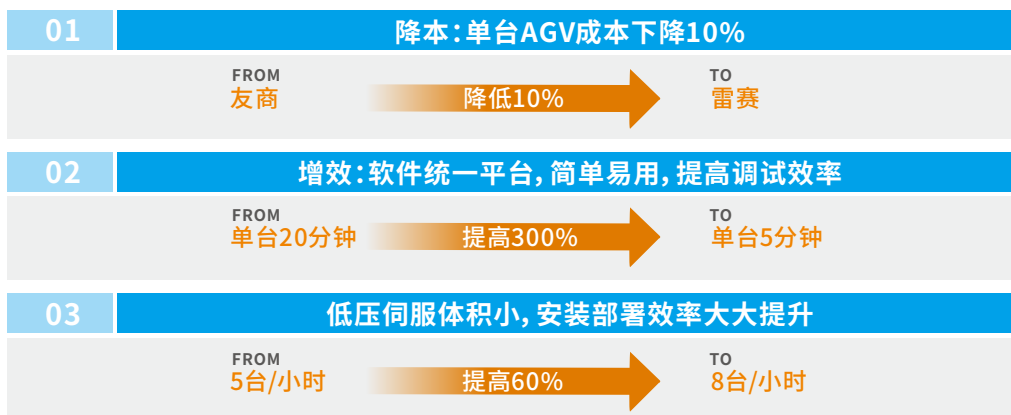 01
降本：单台AGV成本下降10%
FROM
TO
友商
降低10%
雷赛
02
增效：软件统一平台，简单易用，提高调试效率
FROM
TO
单台20分钟
提高300%
单台5分钟
03
低压伺服体积小，安装部署效率大大提升
FROM
TO
5台/小时
提高60%
8台/小时